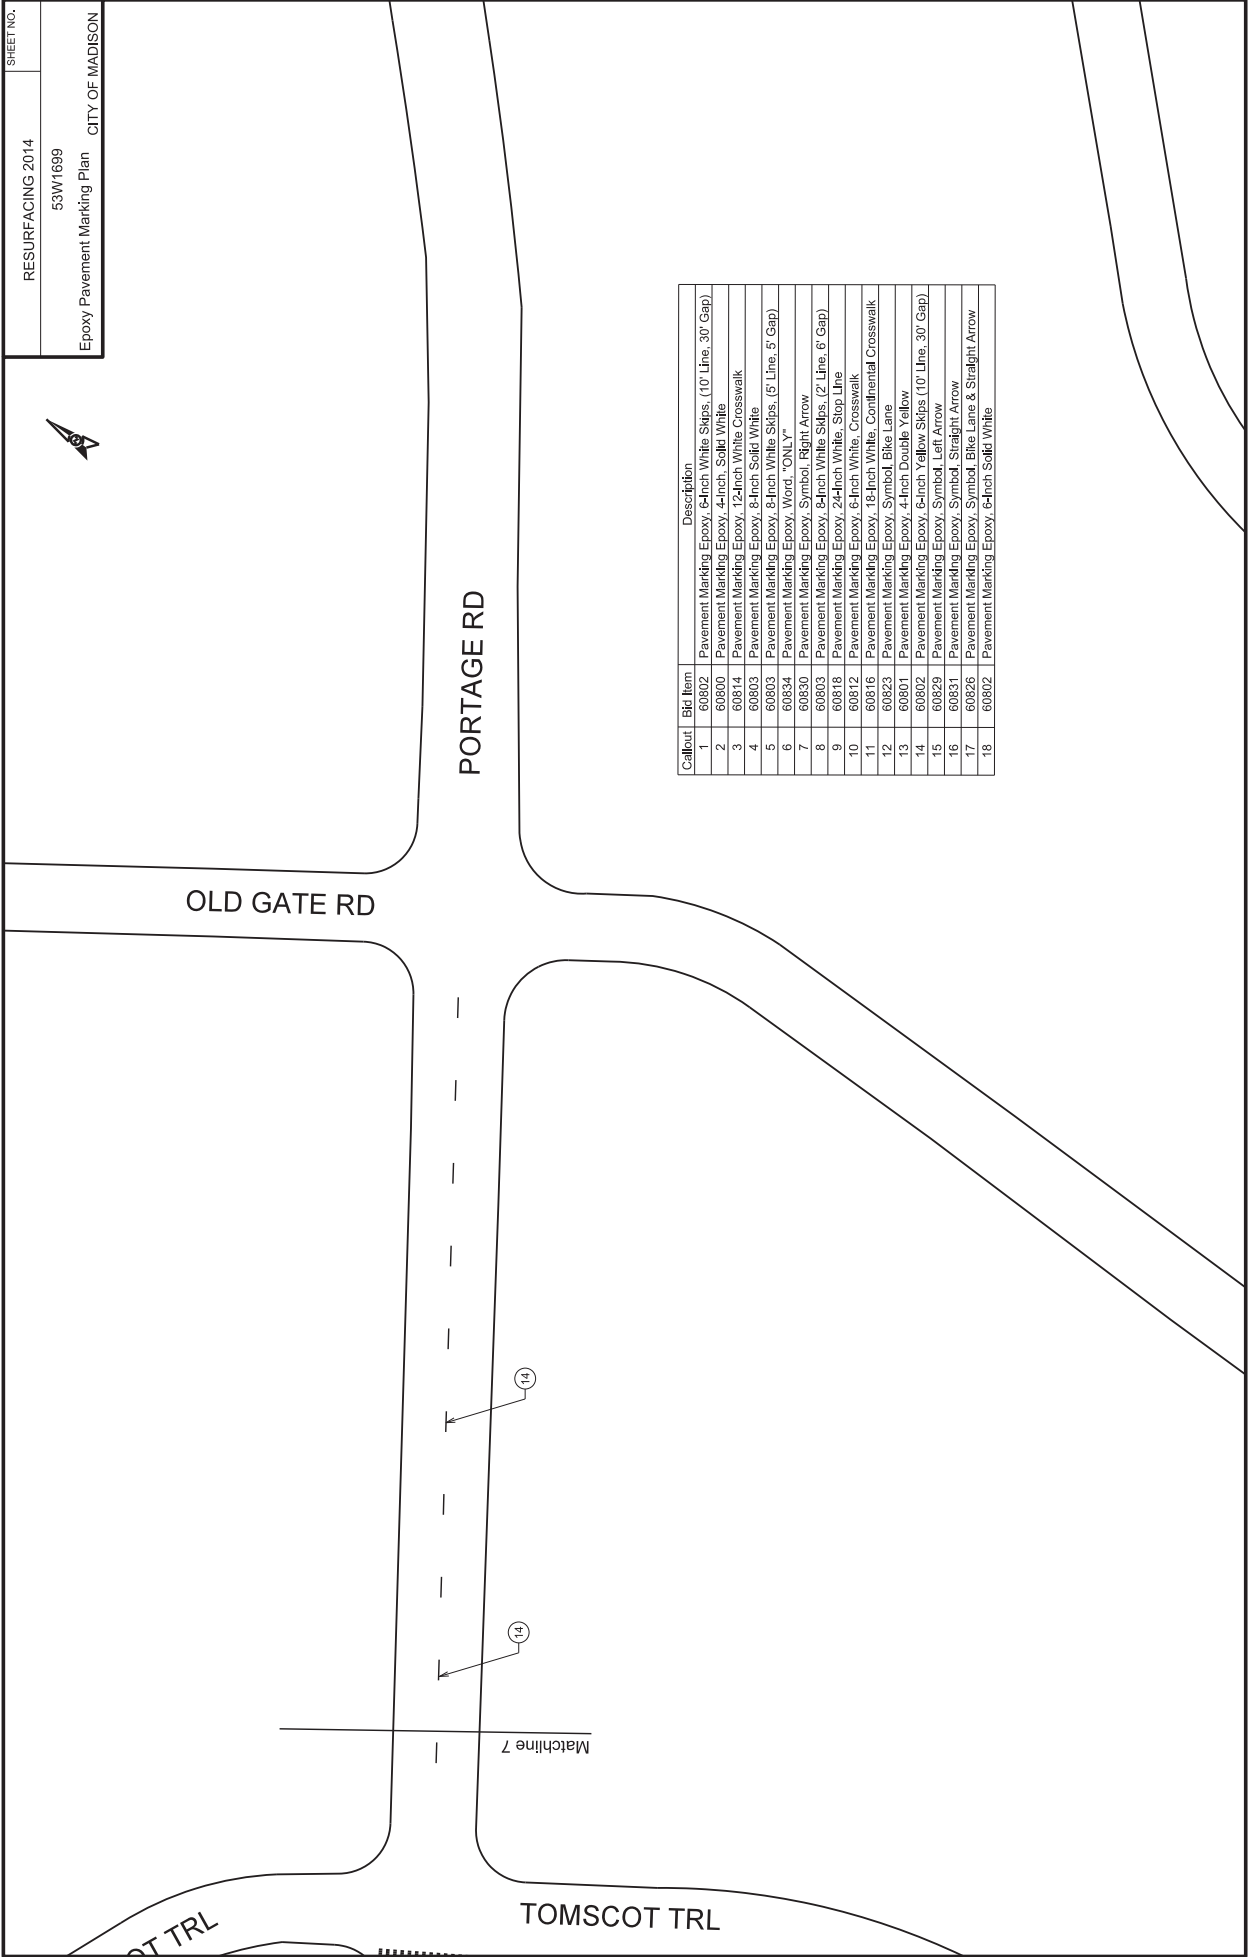 SHEET NO.
RESURFACING 2014
53W1699
Epoxy Pavement Marking Plan CITY OF MADISON
PORTAGE RD
OLD GATE RD
Callout Bid Item Description
1 60802 Pavement Marking Epoxy, 6-Inch White Skips, (10' Line, 30' Gap)
2 60800 Pavement Marking Epoxy, 4-Inch, Solid White
3 60814 Pavement Marking Epoxy, 12-Inch White Crosswalk
4 60803 Pavement Marking Epoxy, 8-Inch Solid White
5 60803 Pavement Marking Epoxy, 8-Inch White Skips, (5' Line, 5' Gap)
6 60834 Pavement Marking Epoxy, Word, "ONLY"
7 60830 Pavement Marking Epoxy, Symbol, Right Arrow
8 60803 Pavement Marking Epoxy, 8-Inch White Skips, (2' Line, 6' Gap)
9 60818 Pavement Marking Epoxy, 24-Inch White, Stop Line
10 60812 Pavement Marking Epoxy, 6-Inch White, Crosswalk
11 60816 Pavement Marking Epoxy, 18-Inch White, Continental Crosswalk
12 60823 Pavement Marking Epoxy, Symbol, Bike Lane
13 60801 Pavement Marking Epoxy, 4-Inch Double Yellow
14 60802 Pavement Marking Epoxy, 6-Inch Yellow Skips (10' Line, 30' Gap)
15 60829 Pavement Marking Epoxy, Symbol, Left Arrow
16 60831 Pavement Marking Epoxy, Symbol, Straight Arrow
17 60826 Pavement Marking Epoxy, Symbol, Bike Lane & Straight Arrow
18 60802 Pavement Marking Epoxy, 6-Inch Solid White
14
14
Matchline 7
OT TRL
TOMSCOT TRL